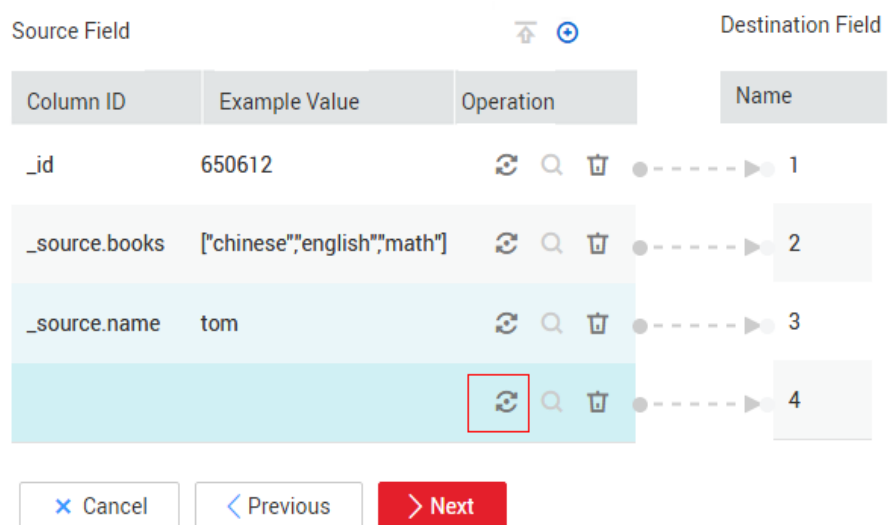 Source Field Destination Field
Column ID Example Value Operation Name
_id 650612 1
_source.books ["chinese","english","math"] 2
_source.name tom 3
4
Cancel Previous Next